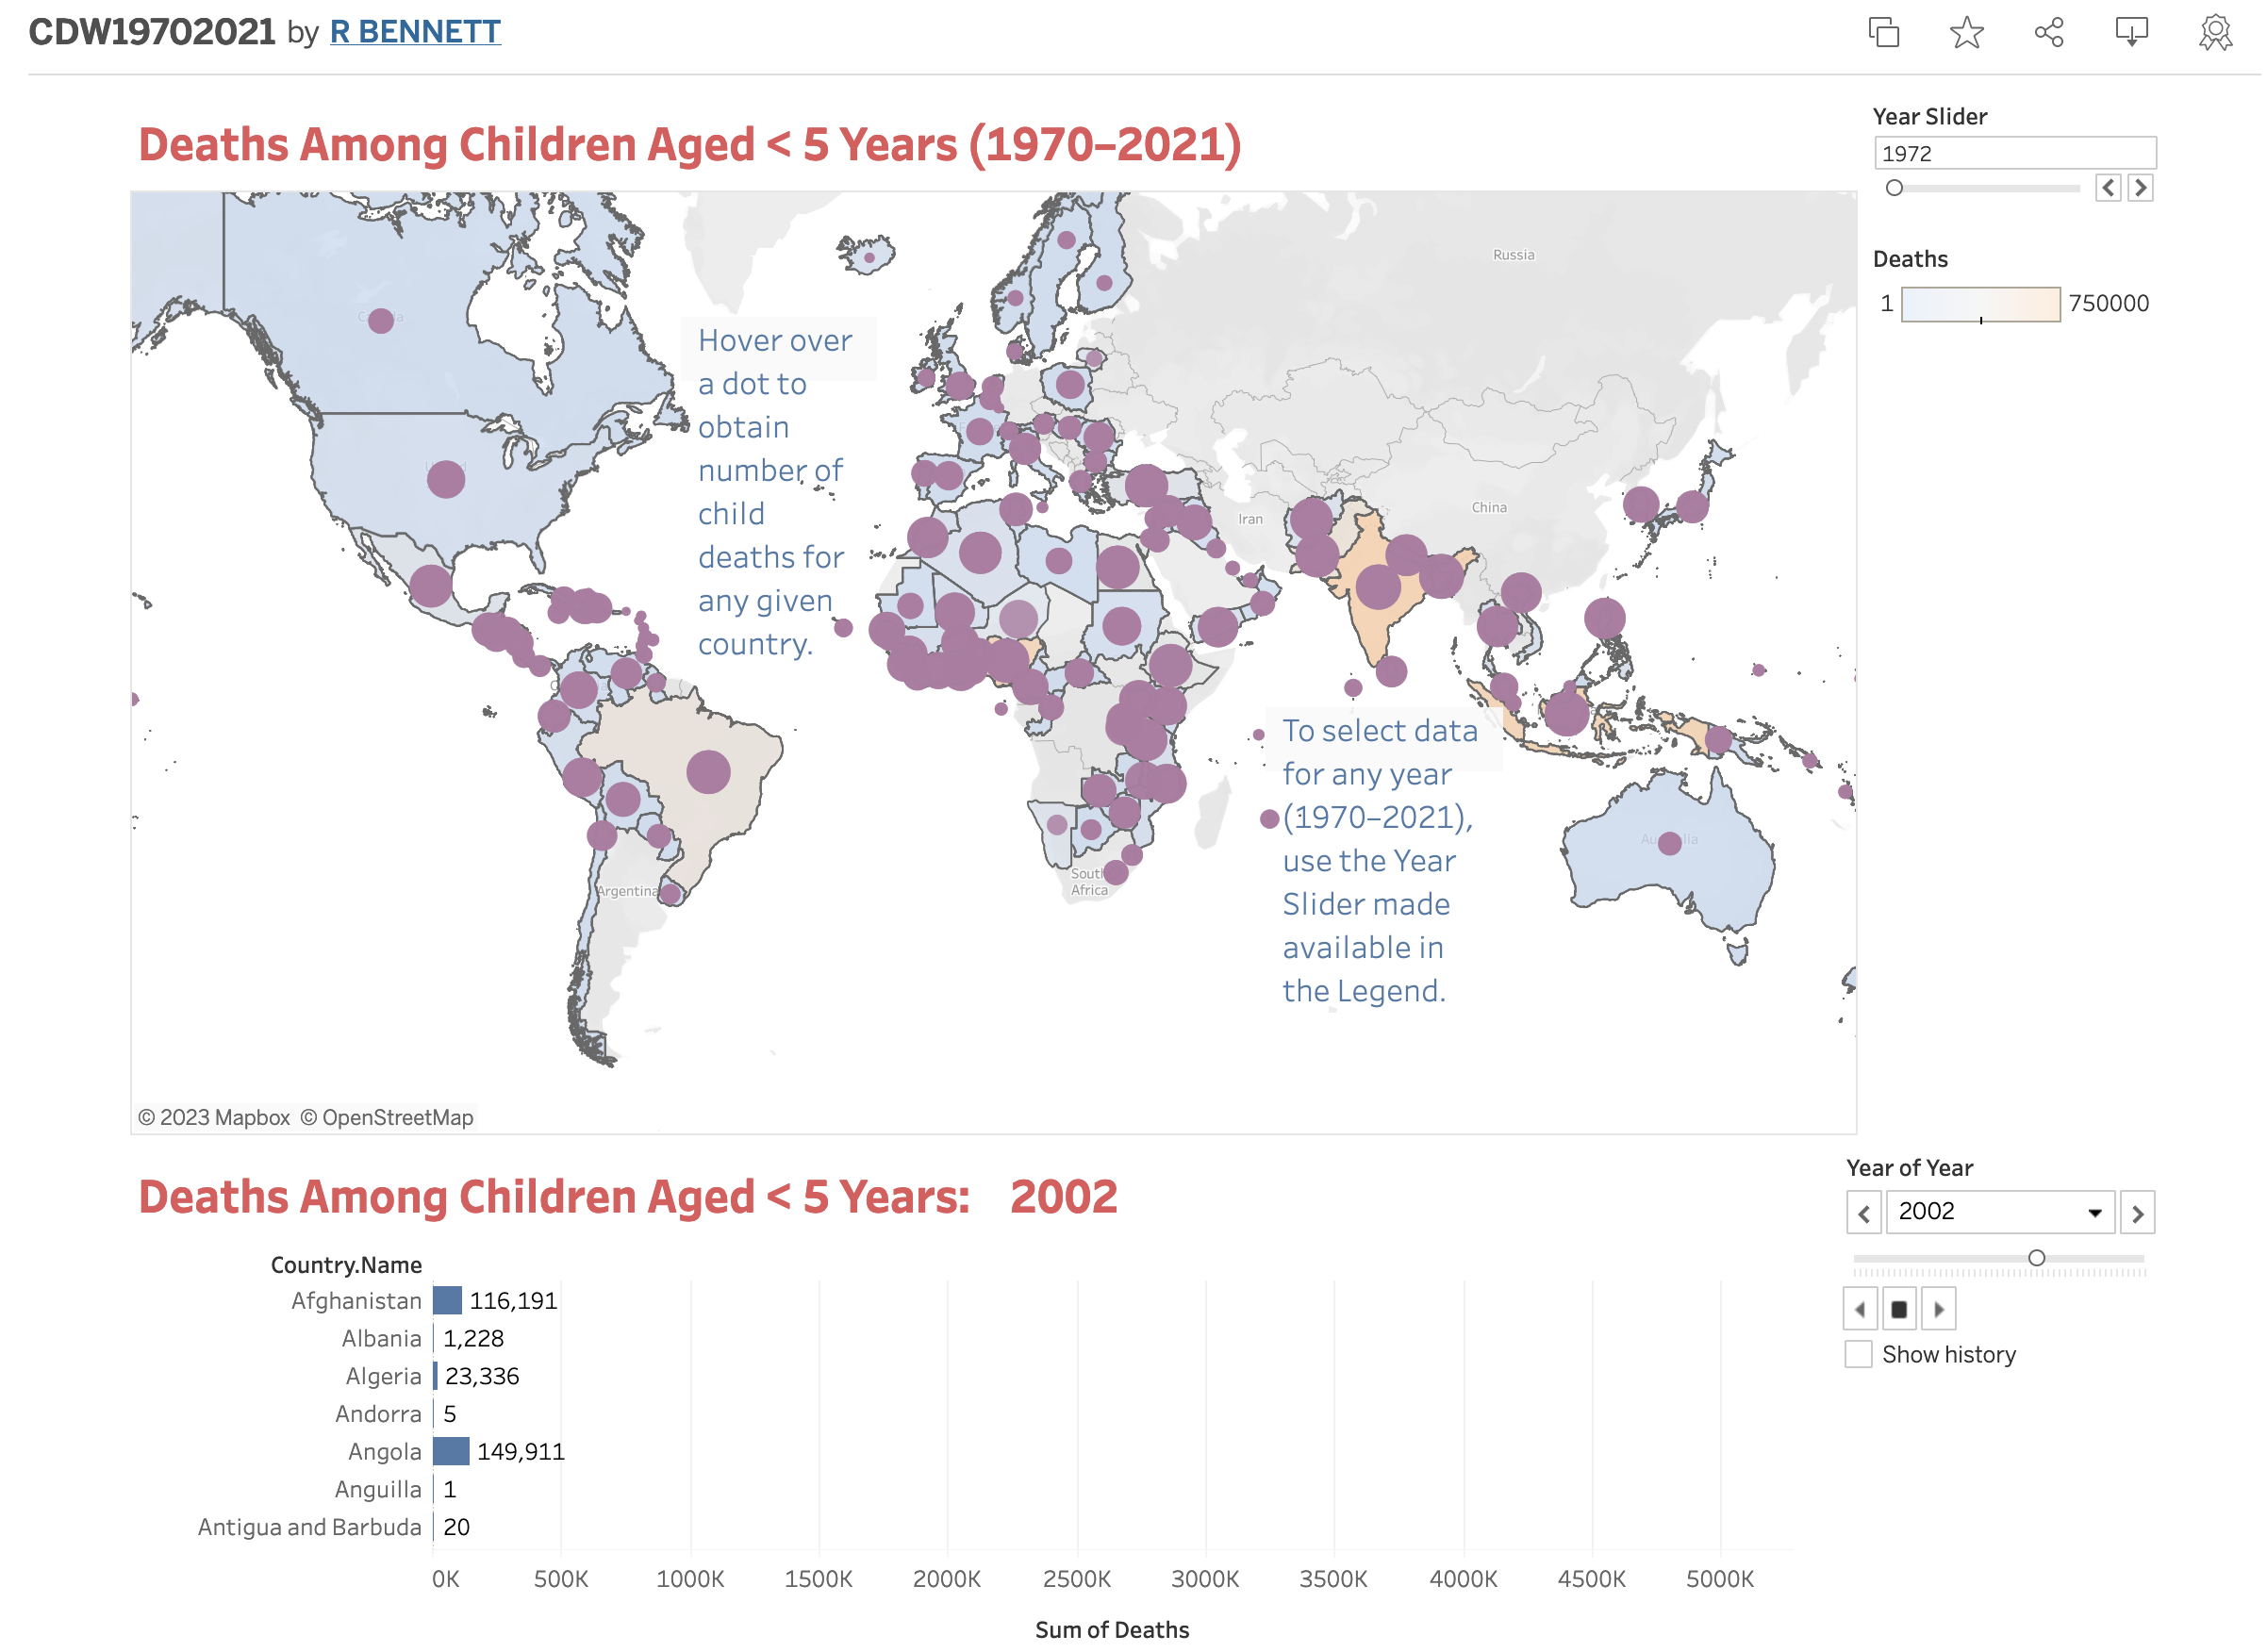 CDW19702021 by R BENNETT
Deaths Among Children Aged < 5 Years (1970–2021)
Year Slider
1972
Deaths
1
750000
Russia
Hover over
a dot to
obtain
number of
child
deaths for
any given
country.
Iran
China
To select data
for any year
(1970–2021),
use the Year
Slider made
available in
the Legend.
South
Africa
Argentina
© 2023 Mapbox © OpenStreetMap
Deaths Among Children Aged < 5 Years: 2002
Year of Year
2002
Show history
Country.Name
Afghanistan 116,191
Albania 1,228
Algeria 23,336
Andorra 5
Angola 149,911
Anguilla 1
Antigua and Barbuda 20
0K 500K 1000K 1500K 2000K 2500K 3000K 3500K 4000K 4500K 5000K
Sum of Deaths